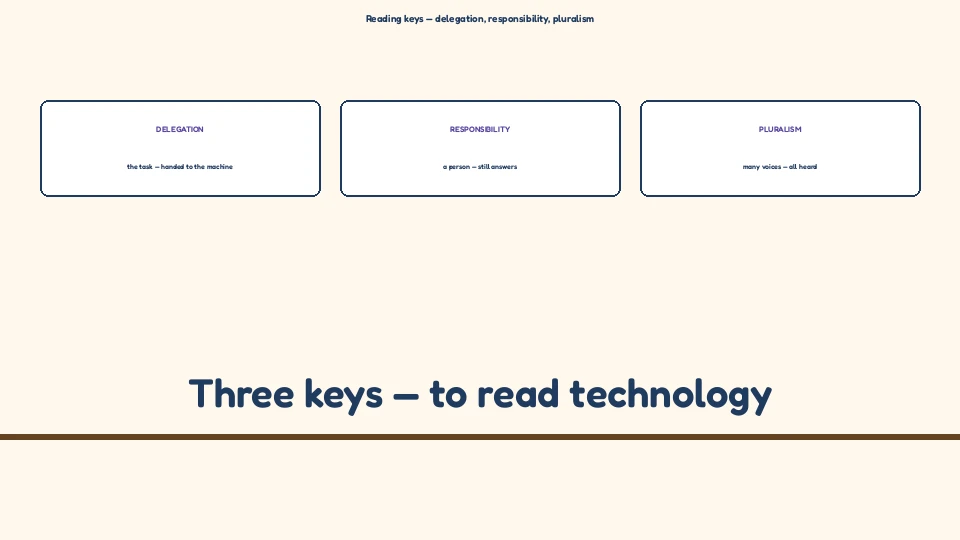 Reading keys — delegation, responsibility, pluralism
DELEGATION
the task — handed to the machine
RESPONSIBILITY
a person — still answers
PLURALISM
many voices — all heard
Three keys — to read technology